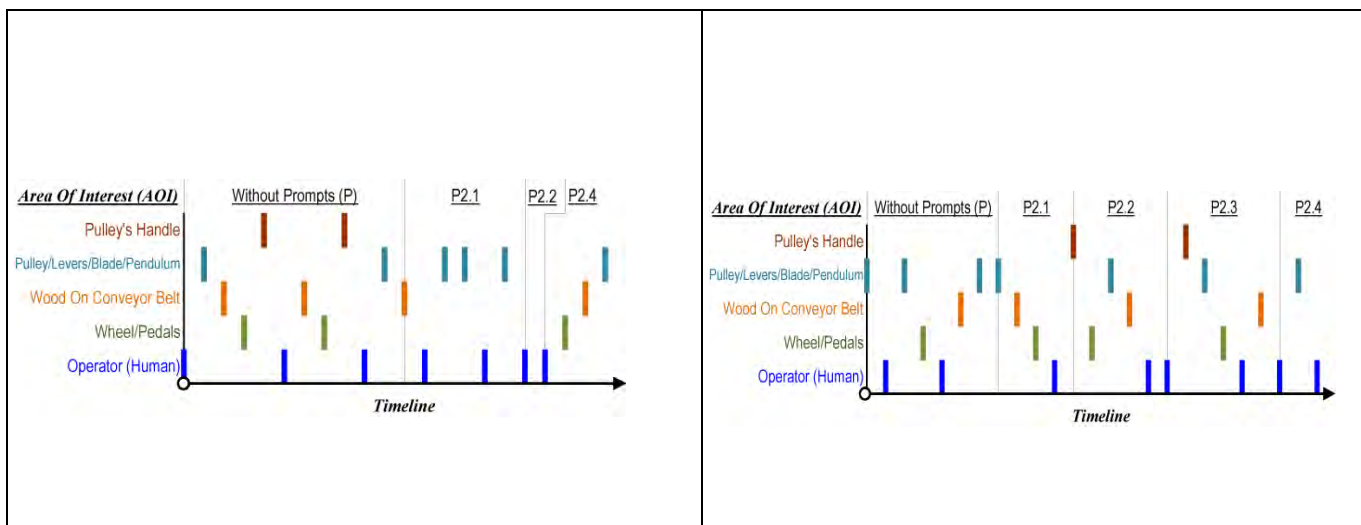 Area Of Interest (AOI) Without Prompts (P) P2.1 P2.2 P2.4
Pulley's Handle
Pulley/Levers/Blade/Pendulum
Wood On Conveyor Belt
Wheel/Pedals
Operator (Human)
Timeline
Area Of Interest (AOI) Without Prompts (P) P2.1 P2.2 P2.3 P2.4
Pulley's Handle
Pulley/Levers/Blade/Pendulum
Wood On Conveyor Belt
Wheel/Pedals
Operator (Human)
Timeline